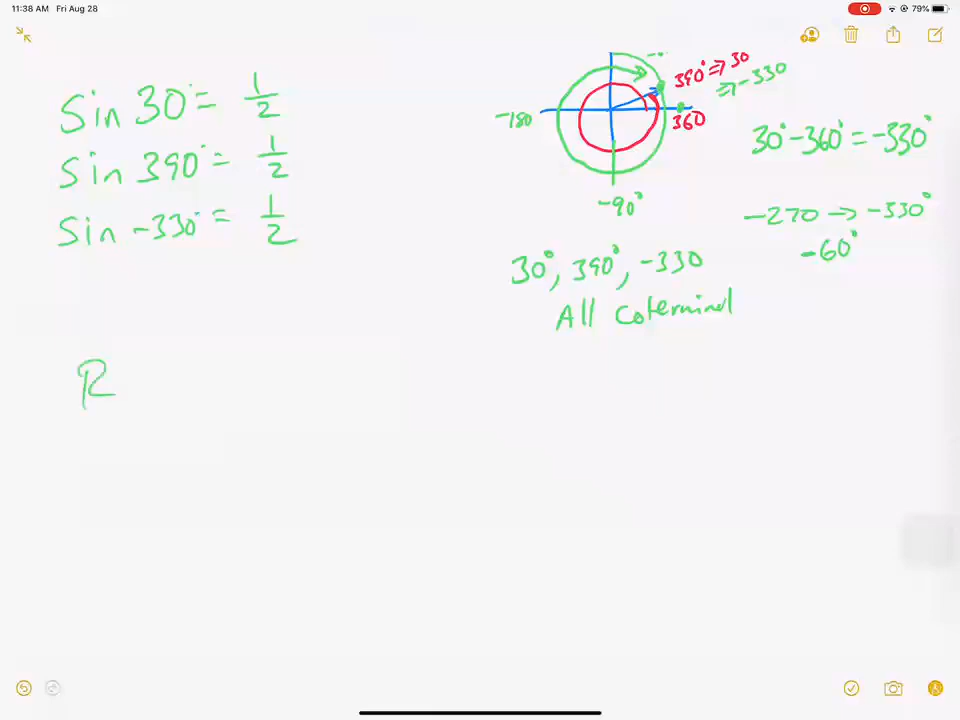 11:38 AM Fri Aug 28
79%
Sin 30° = 1/2
Sin 390° = 1/2
Sin -330° = 1/2
R
390° ⇒ 30
⇒ -330
-180
360
-90°
30° - 360° = -330°
-270 → -330°
-60°
30°, 390°, -330
All Coterminal